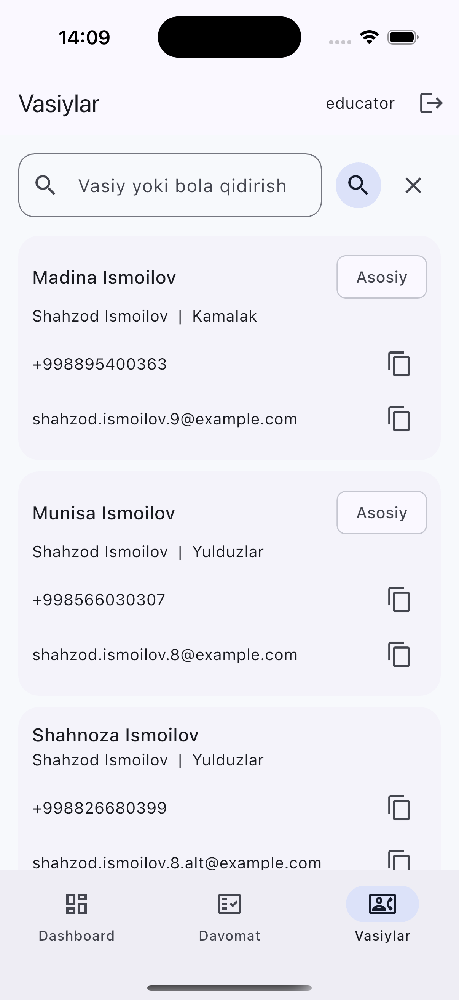 14:09
Vasiylar educator
Vasiy yoki bola qidirish
Madina Ismoilov Asosiy
Shahzod Ismoilov | Kamalak
+998895400363
shahzod.ismoilov.9@example.com
Munisa Ismoilov Asosiy
Shahzod Ismoilov | Yulduzlar
+998566030307
shahzod.ismoilov.8@example.com
Shahnoza Ismoilov
Shahzod Ismoilov | Yulduzlar
+998826680399
shahzod.ismoilov.8.alt@example.com
Dashboard Davomat Vasiylar